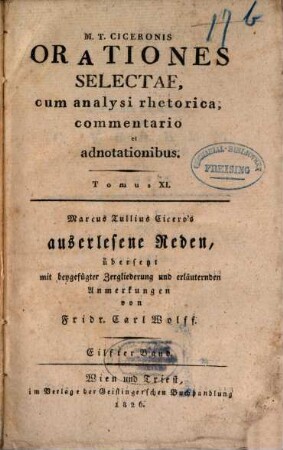 17 b
M. T. CICERONIS
ORATIONES
SELECTAE,
cum analysi rhetorica,
commentario
et
adnotationibus.
PREISING
Tomus XI.
Marcus Tullius Cicero's
auserlesene Reden,
übersetzt
mit beygefügter Zergliederung und erläuternden
Anmerkungen
von
Fridr. Carl Wolff.
Eilfter Band.
Wien und Triest,
im Verlage der Geistingerschen Buchhandlung
1826.